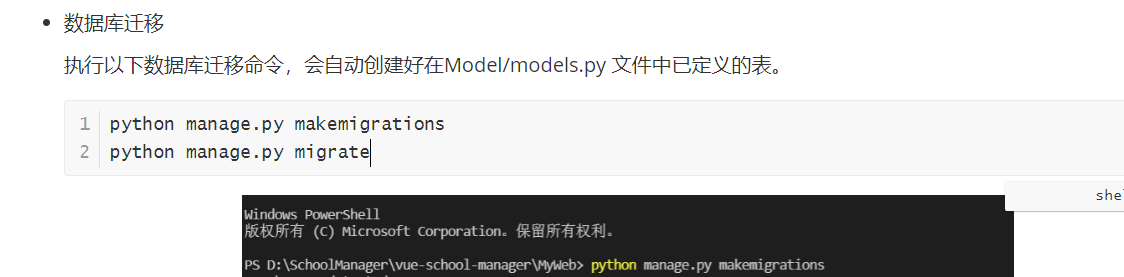 数据库迁移
执行以下数据库迁移命令，会自动创建好在Model/models.py 文件中已定义的表。
1 python manage.py makemigrations
2 python manage.py migrate
Windows PowerShell
版权所有 (C) Microsoft Corporation。保留所有权利。
PS D:\SchoolManager\vue-school-manager\MyWeb> python manage.py makemigrations